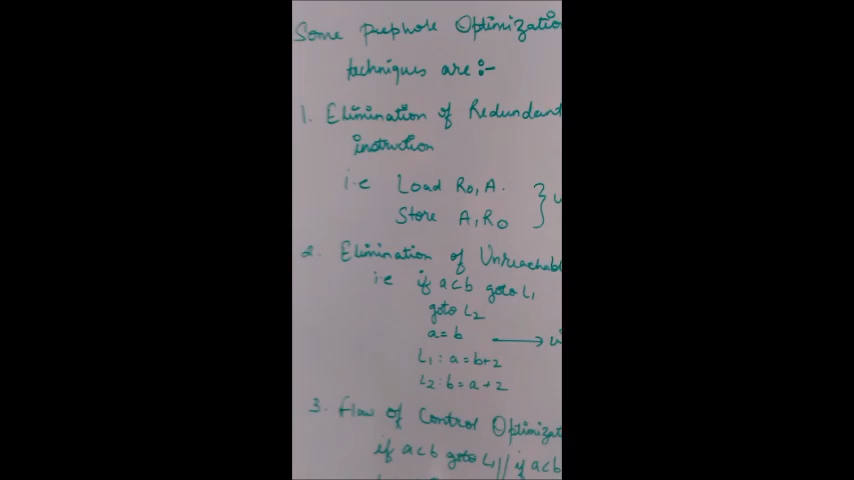 Some peephole Optimization
techniques are :-
1. Elimination of Redundant
instruction
i.e Load R0, A.
Store A, R0 }
2. Elimination of Unreachabl
i.e if a<b goto L1
goto L2
a = b →
L1 : a = b+2
L2 : b = a+2
3. Flow of Control Optimizat
if a<b goto L1 // if a<b